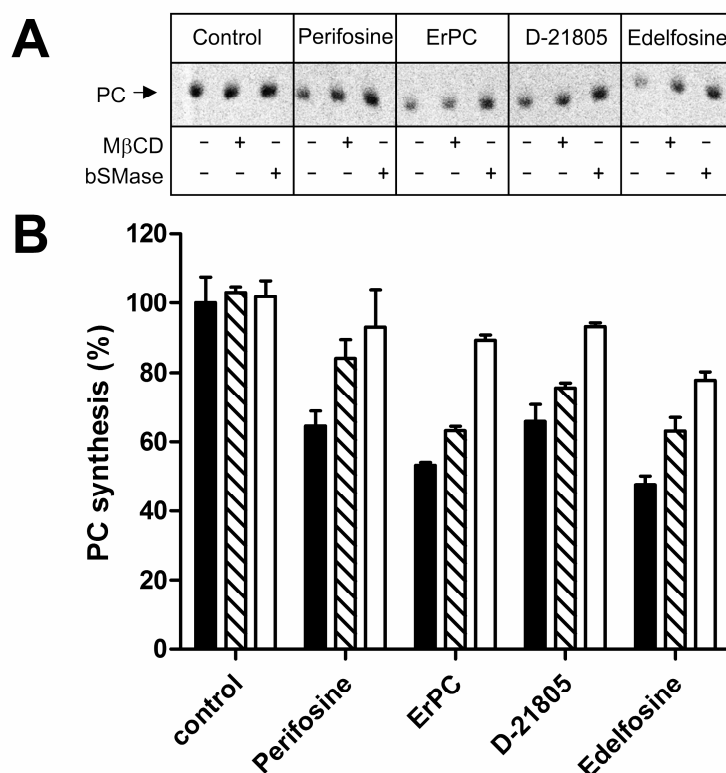 A
Control Perifosine ErPC D-21805 Edelfosine
PC
MβCD - + - - + - - + - - + - - + -
bSMase - - + - - + - - + - - + - - +
B
PC synthesis (%)
120
100
80
60
40
20
0
control Perifosine ErPC D-21805 Edelfosine